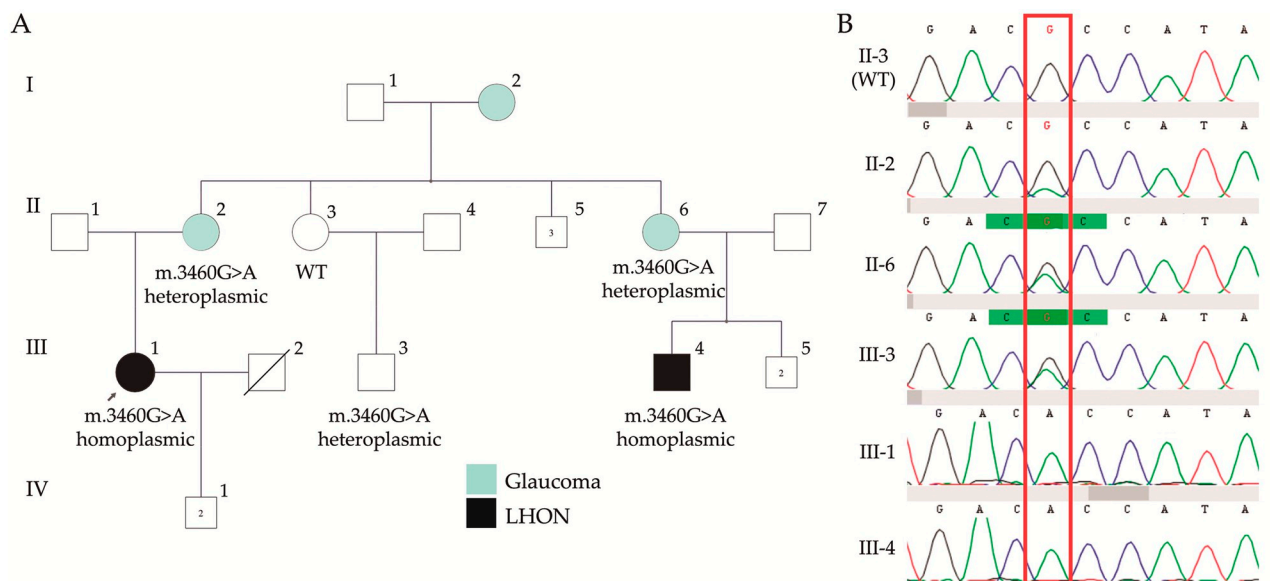 A
I
1
2
II
1
2
3
4
5
3
6
7
m.3460G>A
heteroplasmic
WT
m.3460G>A
heteroplasmic
III
1
2
3
4
5
2
m.3460G>A
homoplasmic
m.3460G>A
heteroplasmic
m.3460G>A
homoplasmic
IV
1
2
Glaucoma
LHON
B
II-3
(WT)
G A C G C C A T A
II-2
G A C G C C A T A
II-6
G A C G C C A T A
III-3
G A C G C C A T A
III-1
G A C A C C A T A
III-4
G A C A C C A T A